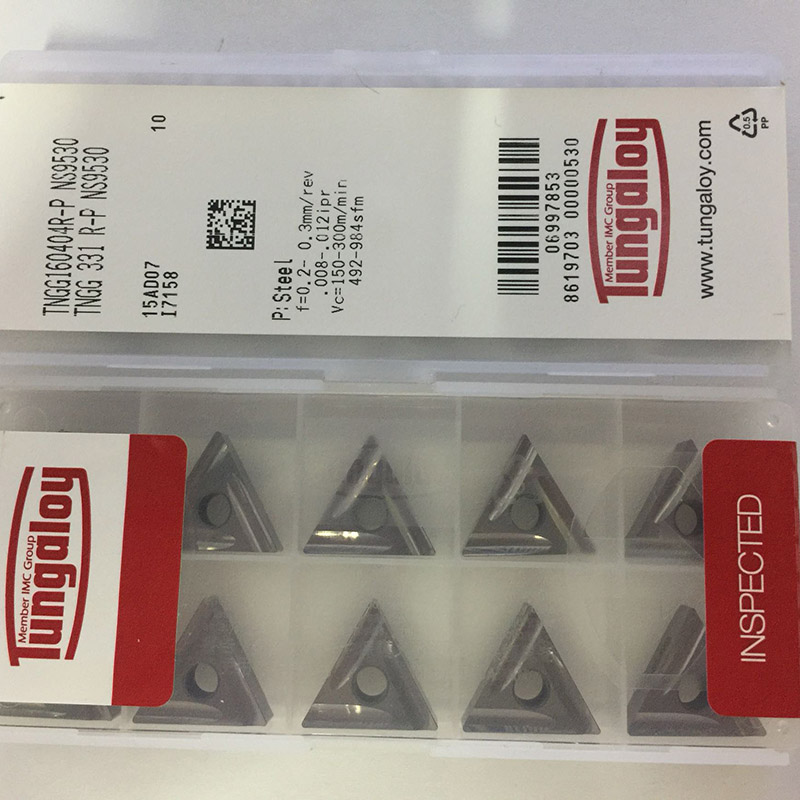 TNGG160404R-P NS9530
TNGG 331 R-P NS9530
10
15AD07
I7158
P: Steel
f=0.2- 0.3mm/rev
.008-.012ipr
Vc=150-300m/min
492-984sfm
06997853
8619703 00000530
Member IMC Group
Tungaloy
www.tungaloy.com
0.5
PP
Member IMC Group
Tungaloy
INSPECTED